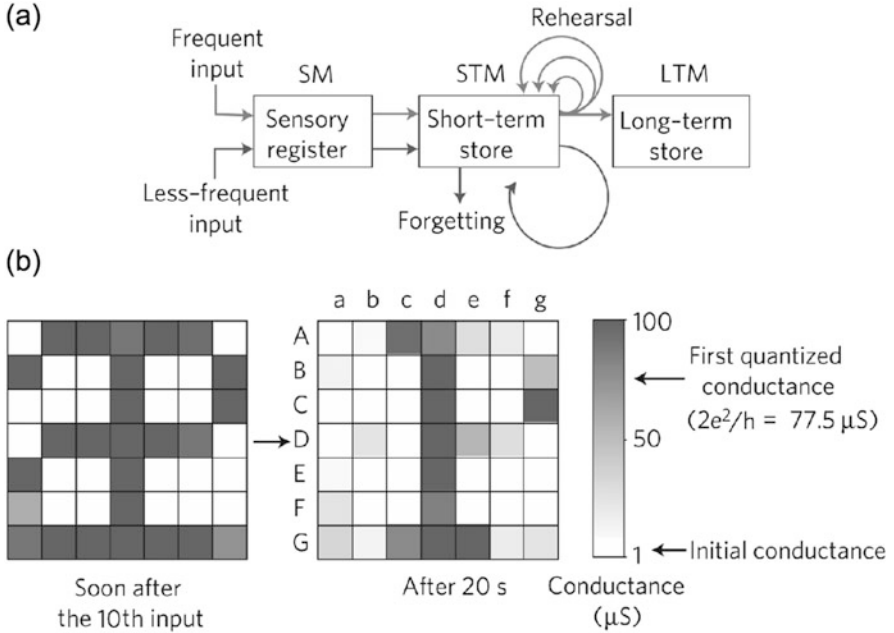 (a)
Rehearsal
Frequent
input
SM
STM
LTM
Sensory
register
Short–term
store
Long–term
store
Less–frequent
input
Forgetting
(b)
a b c d e f g
A
B
C
D
E
F
G
100
50
1
First quantized
conductance
(2e²/h = 77.5 μS)
Initial conductance
Soon after
the 10th input
After 20 s
Conductance
(μS)